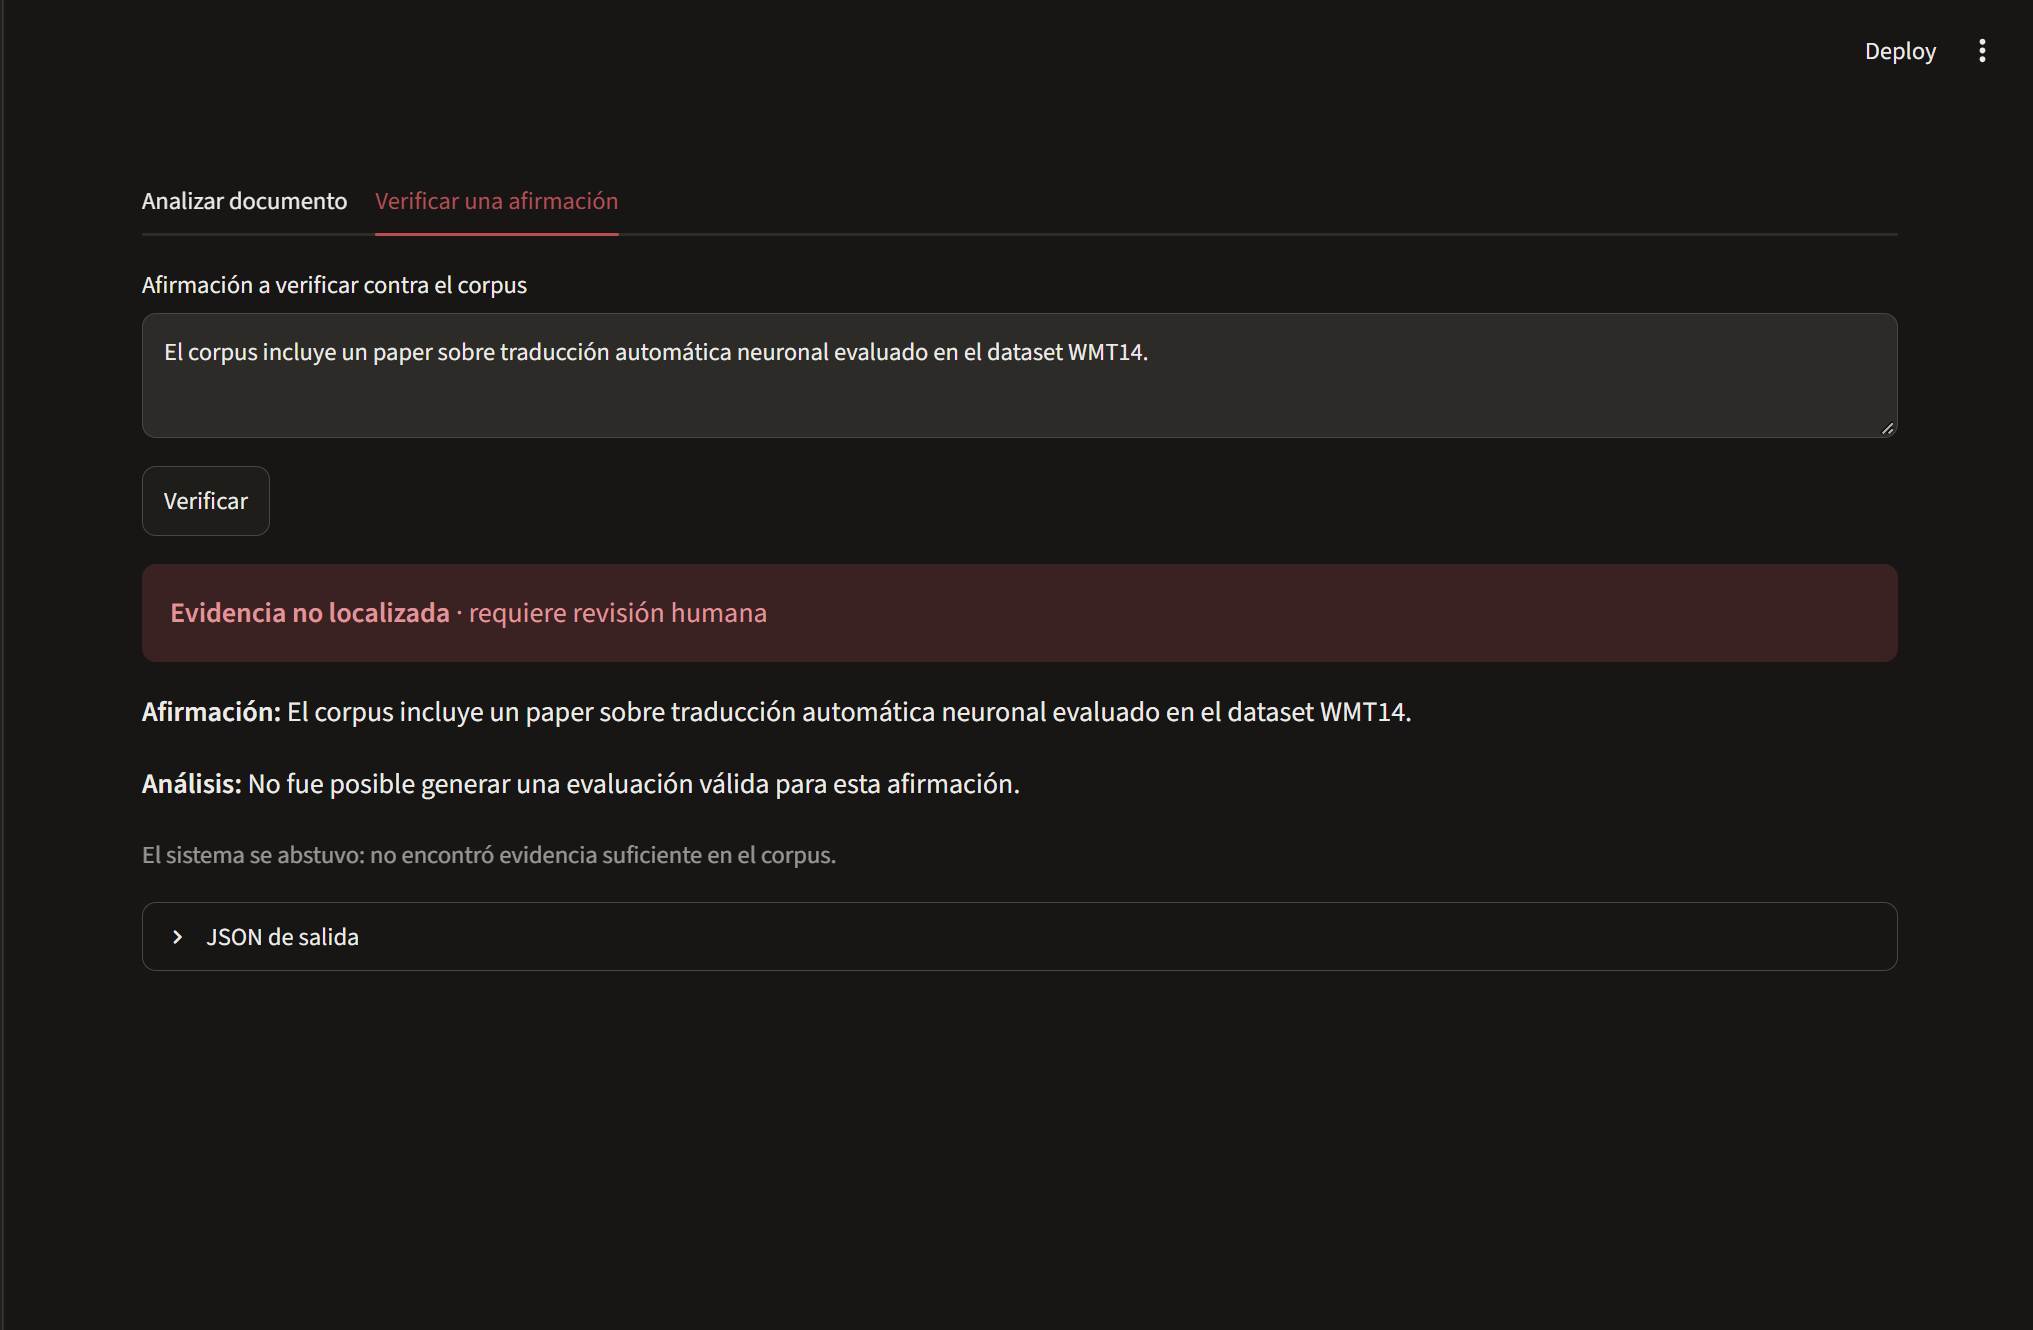 Deploy
Analizar documento
Verificar una afirmación
Afirmación a verificar contra el corpus
El corpus incluye un paper sobre traducción automática neuronal evaluado en el dataset WMT14.
Verificar
Evidencia no localizada · requiere revisión humana
Afirmación: El corpus incluye un paper sobre traducción automática neuronal evaluado en el dataset WMT14.
Análisis: No fue posible generar una evaluación válida para esta afirmación.
El sistema se abstuvo: no encontró evidencia suficiente en el corpus.
JSON de salida